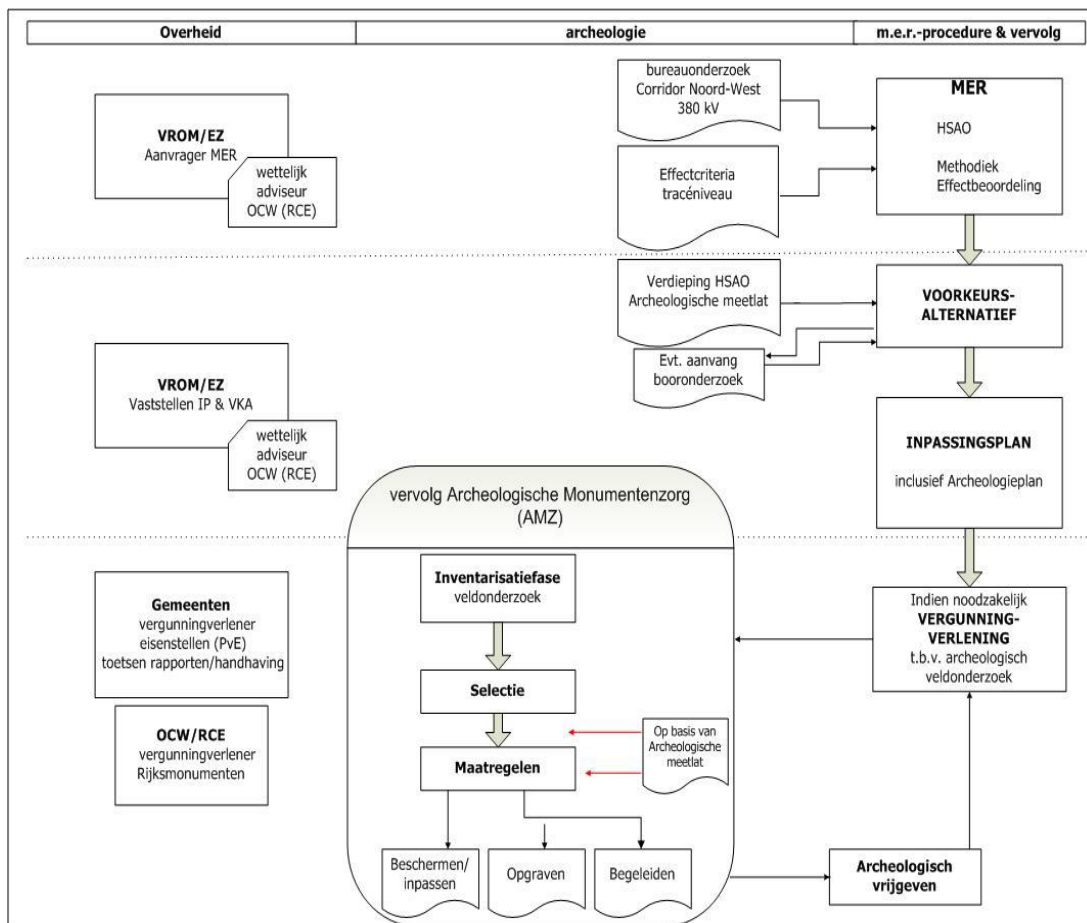 Overheid
archeologie
m.e.r.-procedure & vervolg
VROM/EZ
Aanvrager MER
wettelijk
adviseur
OCW (RCE)
bureauonderzoek
Corridor Noord-West
380 kV
Effectcriteria
tracéniveau
MER
HSAO
Methodiek
Effectbeoordeling
VROM/EZ
Vaststellen IP & VKA
wettelijk
adviseur
OCW (RCE)
Verdieping HSAO
Archeologische meetlat
Evt. aanvang
booronderzoek
VOORKEURS-
ALTERNATIEF
INPASSINGSPLAN
inclusief Archeologieplan
vervolg Archeologische Monumentenzorg
(AMZ)
Gemeenten
vergunningverlener
eisenstellen (PvE)
toetsen rapporten/handhaving
OCW/RCE
vergunningverlener
Rijksmonumenten
Inventarisatiefase
veldonderzoek
Selectie
Maatregelen
Op basis van
Archeologische
meetlat
Beschermen/
inpassen
Opgraven
Begeleiden
Indien noodzakelijk
VERGUNNING-
VERLENING
t.b.v. archeologisch
veldonderzoek
Archeologisch
vrijgeven